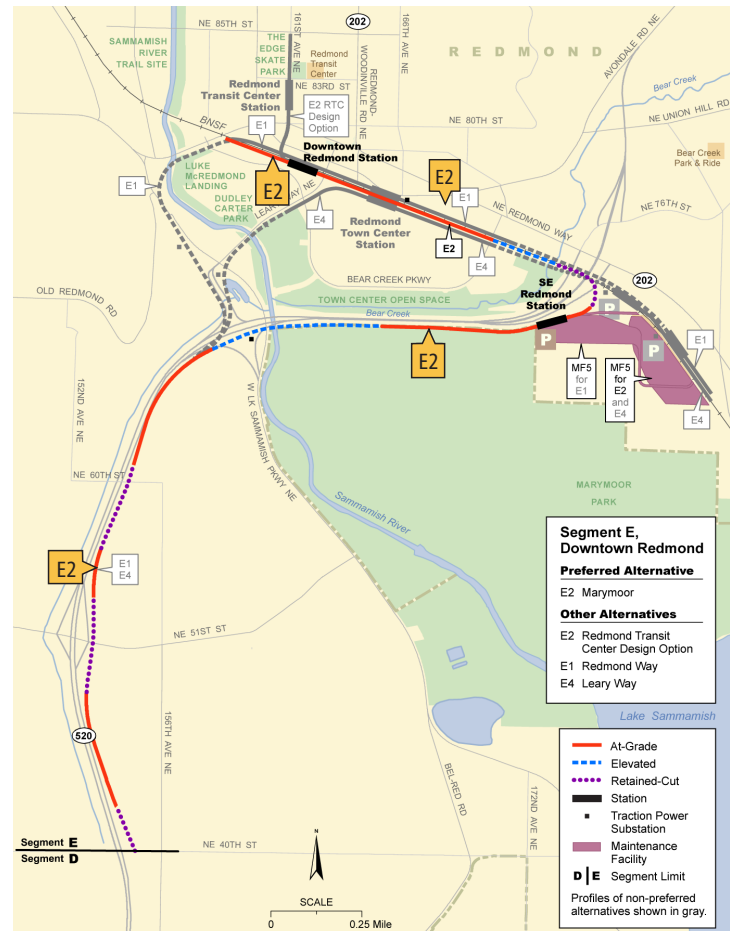 NE 85TH ST
161ST AVE NE
202
166TH AVE NE
SAMMAMISH
RIVER
TRAIL SITE
THE
EDGE
SKATE
PARK
Redmond
Transit
Center
REDMOND-
WOODINVILLE RD NE
REDMOND
AVONDALE RD NE
Redmond
Transit Center
Station
NE 83RD ST
Bear Creek
E2 RTC
Design
Option
NE UNION HILL RD
BNSF
E1
NE 80TH ST
Downtown
Redmond Station
Bear Creek
Park & Ride
LUKE
McREDMOND
LANDING
E1
E2
E2
E1
DUDLEY
CARTER
PARK
LEARY WAY NE
E4
NE REDMOND WAY
NE 76TH ST
Redmond
Town Center
Station
E2
E4
BEAR CREEK PKWY
SE
Redmond
Station
202
OLD REDMOND RD
TOWN CENTER OPEN SPACE
Bear Creek
P
P
P
E2
MF5
for
E1
MF5
for
E2
and
E4
E1
E4
152ND AVE NE
W LK SAMMAMISH PKWY NE
NE 60TH ST
MARYMOOR
PARK
Sammamish River
E2
E1
E4
Segment E,
Downtown Redmond
Preferred Alternative
E2 Marymoor
Other Alternatives
E2 Redmond Transit
Center Design Option
E1 Redmond Way
E4 Leary Way
NE 51ST ST
156TH AVE NE
520
Lake Sammamish
BEL-RED RD
172ND AVE NE
At-Grade
Elevated
Retained-Cut
Station
Traction Power
Substation
Maintenance
Facility
D E Segment Limit
Profiles of non-preferred
alternatives shown in gray.
Segment E
Segment D
NE 40TH ST
N
SCALE
0 0.25 Mile